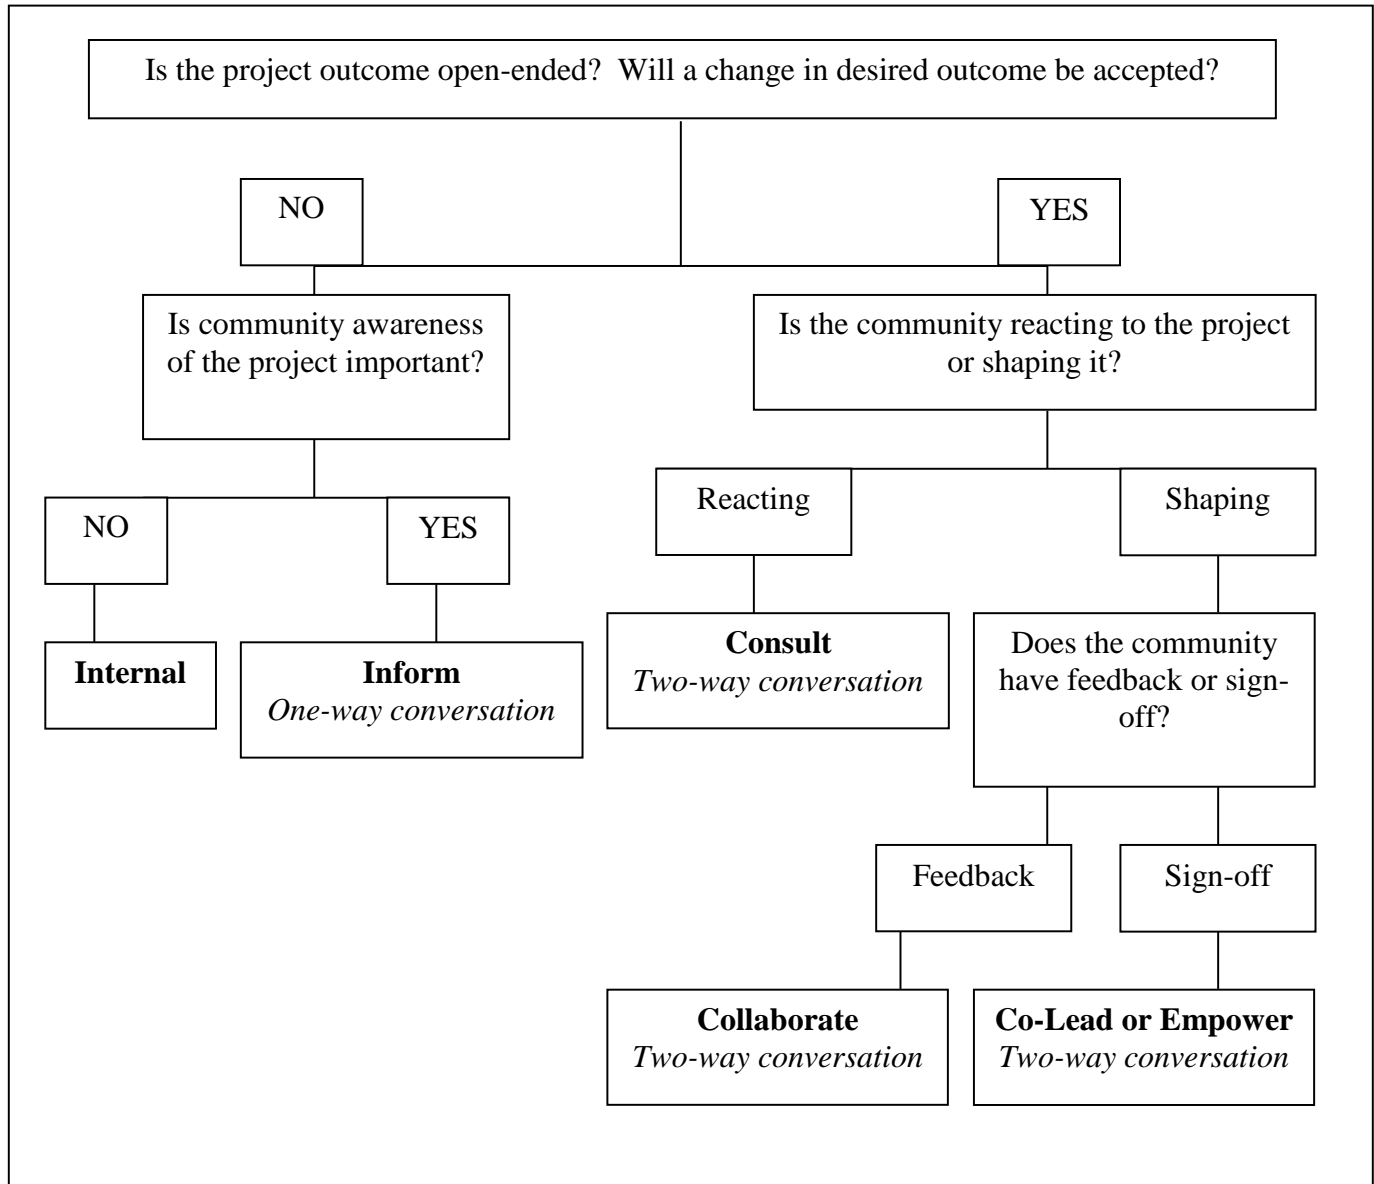 Is the project outcome open-ended?  Will a change in desired outcome be accepted?
NO
YES
Is community awareness
of the project important?
Is the community reacting to the project
or shaping it?
NO
YES
Reacting
Shaping
Internal
Inform
One-way conversation
Consult
Two-way conversation
Does the community
have feedback or sign-
off?
Feedback
Sign-off
Collaborate
Two-way conversation
Co-Lead or Empower
Two-way conversation